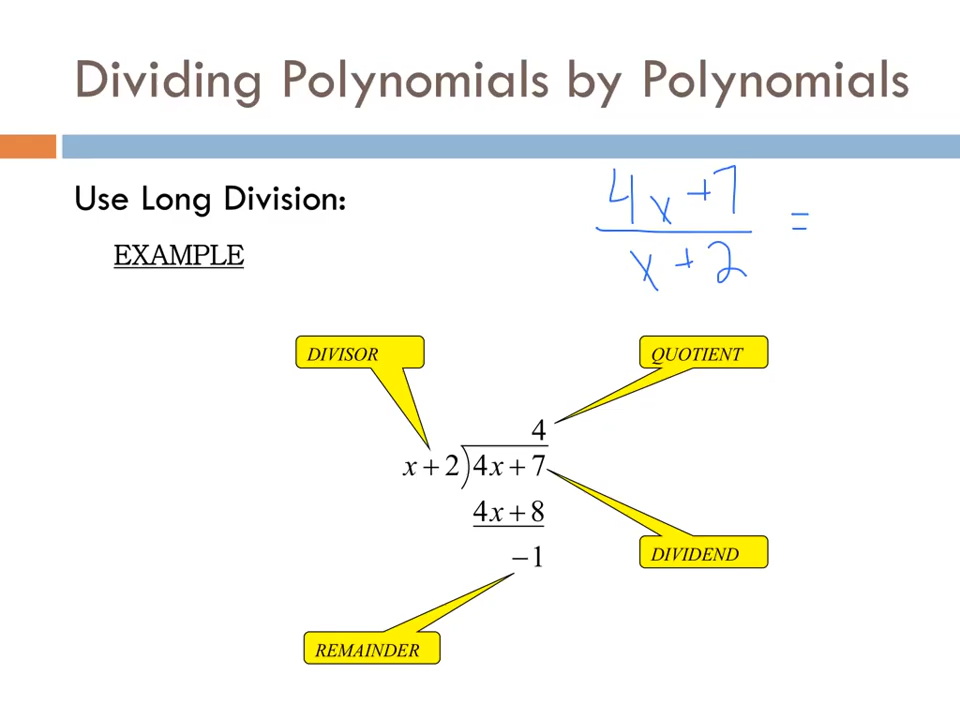 Dividing Polynomials by Polynomials
Use Long Division:
EXAMPLE
4x+7
x+2
=
DIVISOR
QUOTIENT
4
x+2)4x+7
4x+8
−1
DIVIDEND
REMAINDER